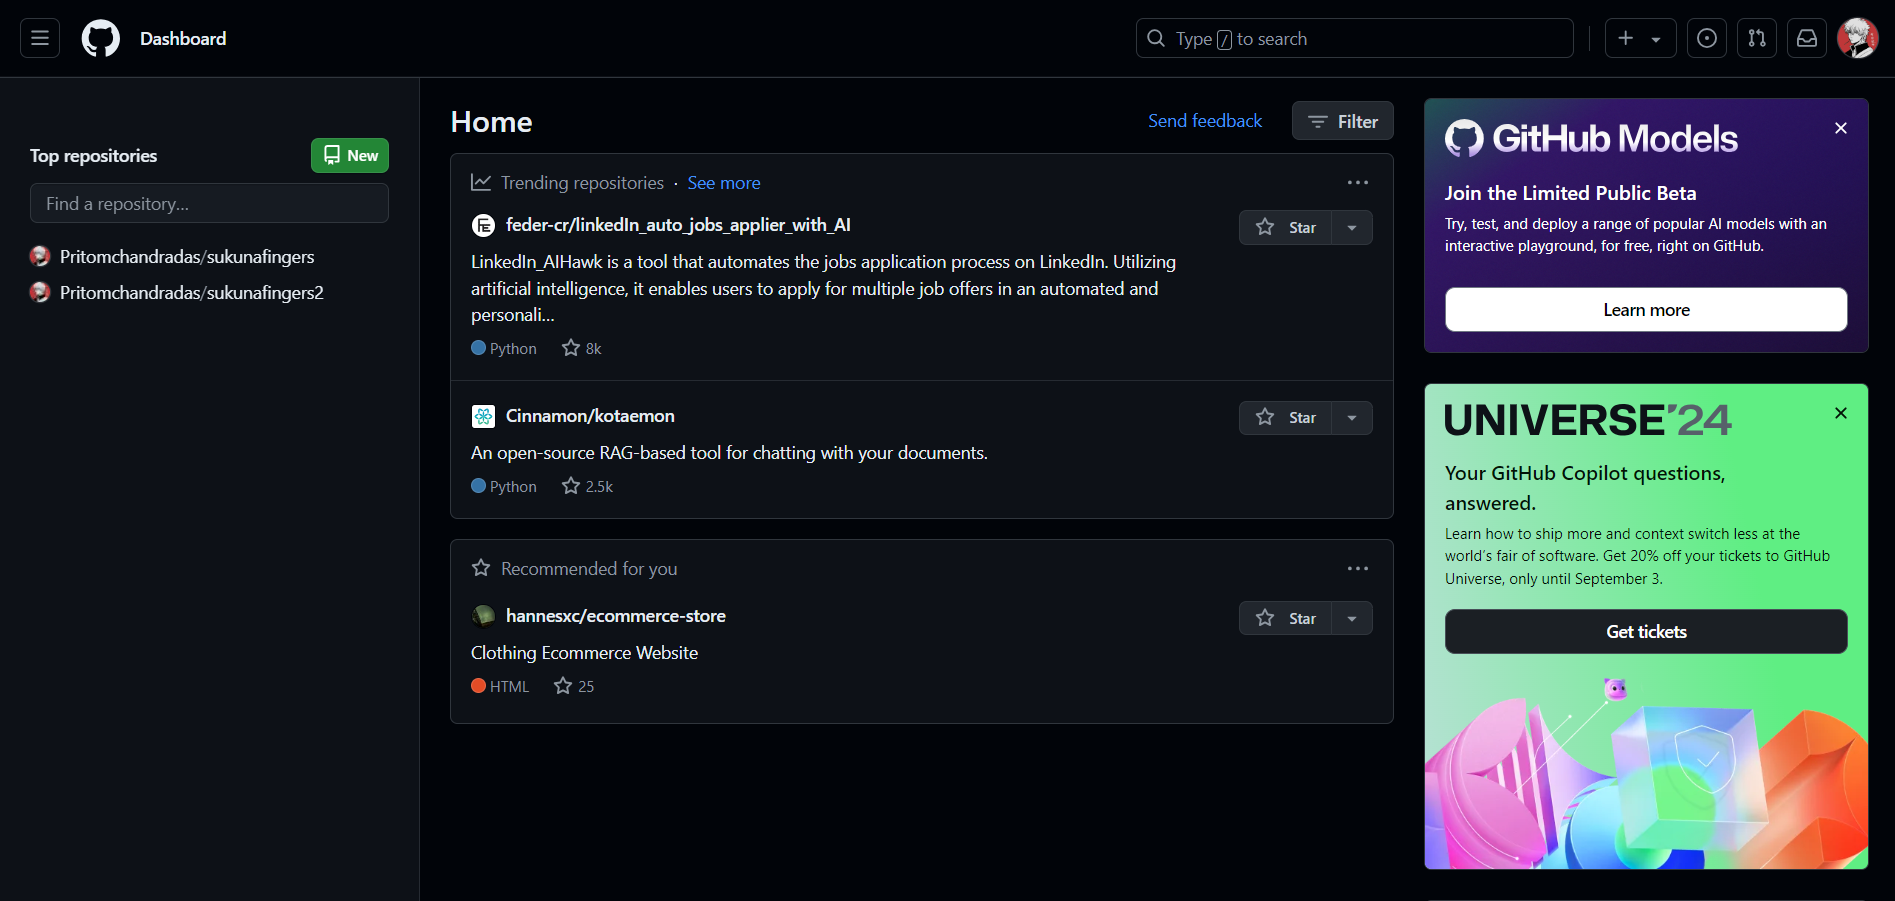 Dashboard
Type / to search
Top repositories
New
Find a repository...
Pritomchandradas/sukunafingers
Pritomchandradas/sukunafingers2
Home
Send feedback
Filter
Trending repositories · See more
feder-cr/linkedIn_auto_jobs_applier_with_AI
Star
LinkedIn_AIHawk is a tool that automates the jobs application process on LinkedIn. Utilizing
artificial intelligence, it enables users to apply for multiple job offers in an automated and
personali...
Python 8k
Cinnamon/kotaemon
Star
An open-source RAG-based tool for chatting with your documents.
Python 2.5k
Recommended for you
hannesxc/ecommerce-store
Star
Clothing Ecommerce Website
HTML 25
GitHub Models
Join the Limited Public Beta
Try, test, and deploy a range of popular AI models with an
interactive playground, for free, right on GitHub.
Learn more
UNIVERSE'24
Your GitHub Copilot questions,
answered.
Learn how to ship more and context switch less at the
world's fair of software. Get 20% off your tickets to GitHub
Universe, only until September 3.
Get tickets